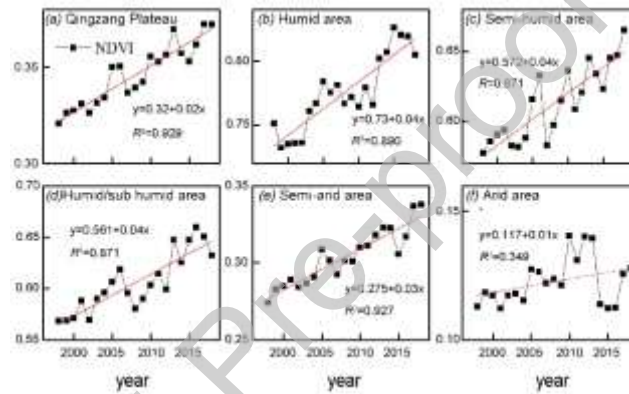 (a) Qingzang Plateau
NDVI
0.35
0.30
y=0.32+0.02x
R²=0.929
(b) Humid area
0.80
0.75
y=0.73+0.04x
R²=0.890
(c) Semi-humid area
0.65
0.60
y=0.572+0.04x
R²=0.871
(d)Humid/sub humid area
0.70
0.65
0.60
0.55
y=0.561+0.04x
R²=0.871
2000 2005 2010 2015
year
(e) Semi-arid area
0.35
0.30
0.25
y=0.275+0.03x
R²=0.927
2000 2005 2010 2015
year
(f) Arid area
0.15
0.10
y=0.117+0.01x
R²=0.349
2000 2005 2010 2015
year
Pre-proo